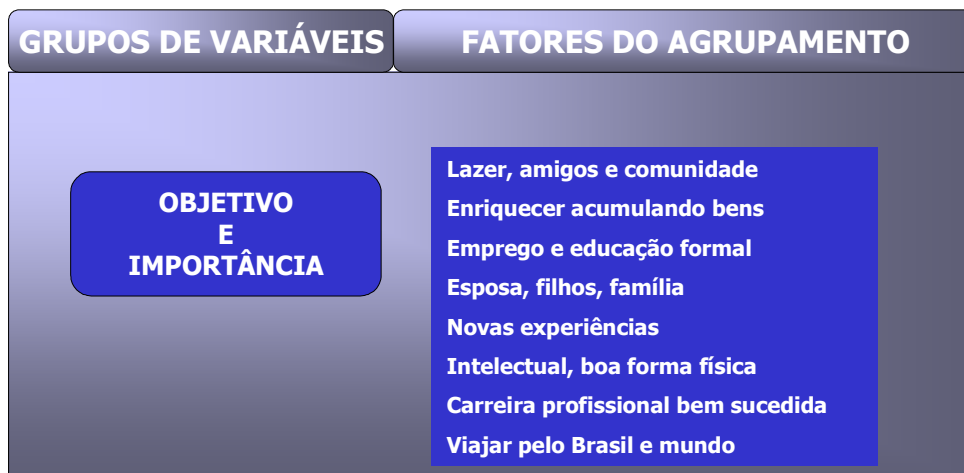 GRUPOS DE VARIÁVEIS
FATORES DO AGRUPAMENTO
OBJETIVO
E
IMPORTÂNCIA
Lazer, amigos e comunidade
Enriquecer acumulando bens
Emprego e educação formal
Esposa, filhos, família
Novas experiências
Intelectual, boa forma física
Carreira profissional bem sucedida
Viajar pelo Brasil e mundo